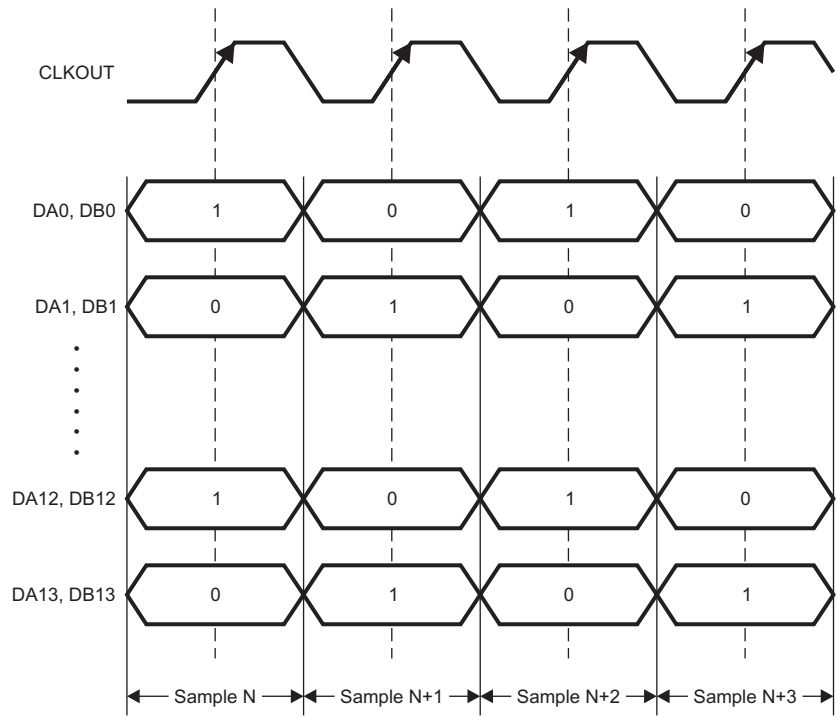 CLKOUT
DA0, DB0 1 0 1 0
DA1, DB1 0 1 0 1
DA12, DB12 1 0 1 0
DA13, DB13 0 1 0 1
Sample N Sample N+1 Sample N+2 Sample N+3